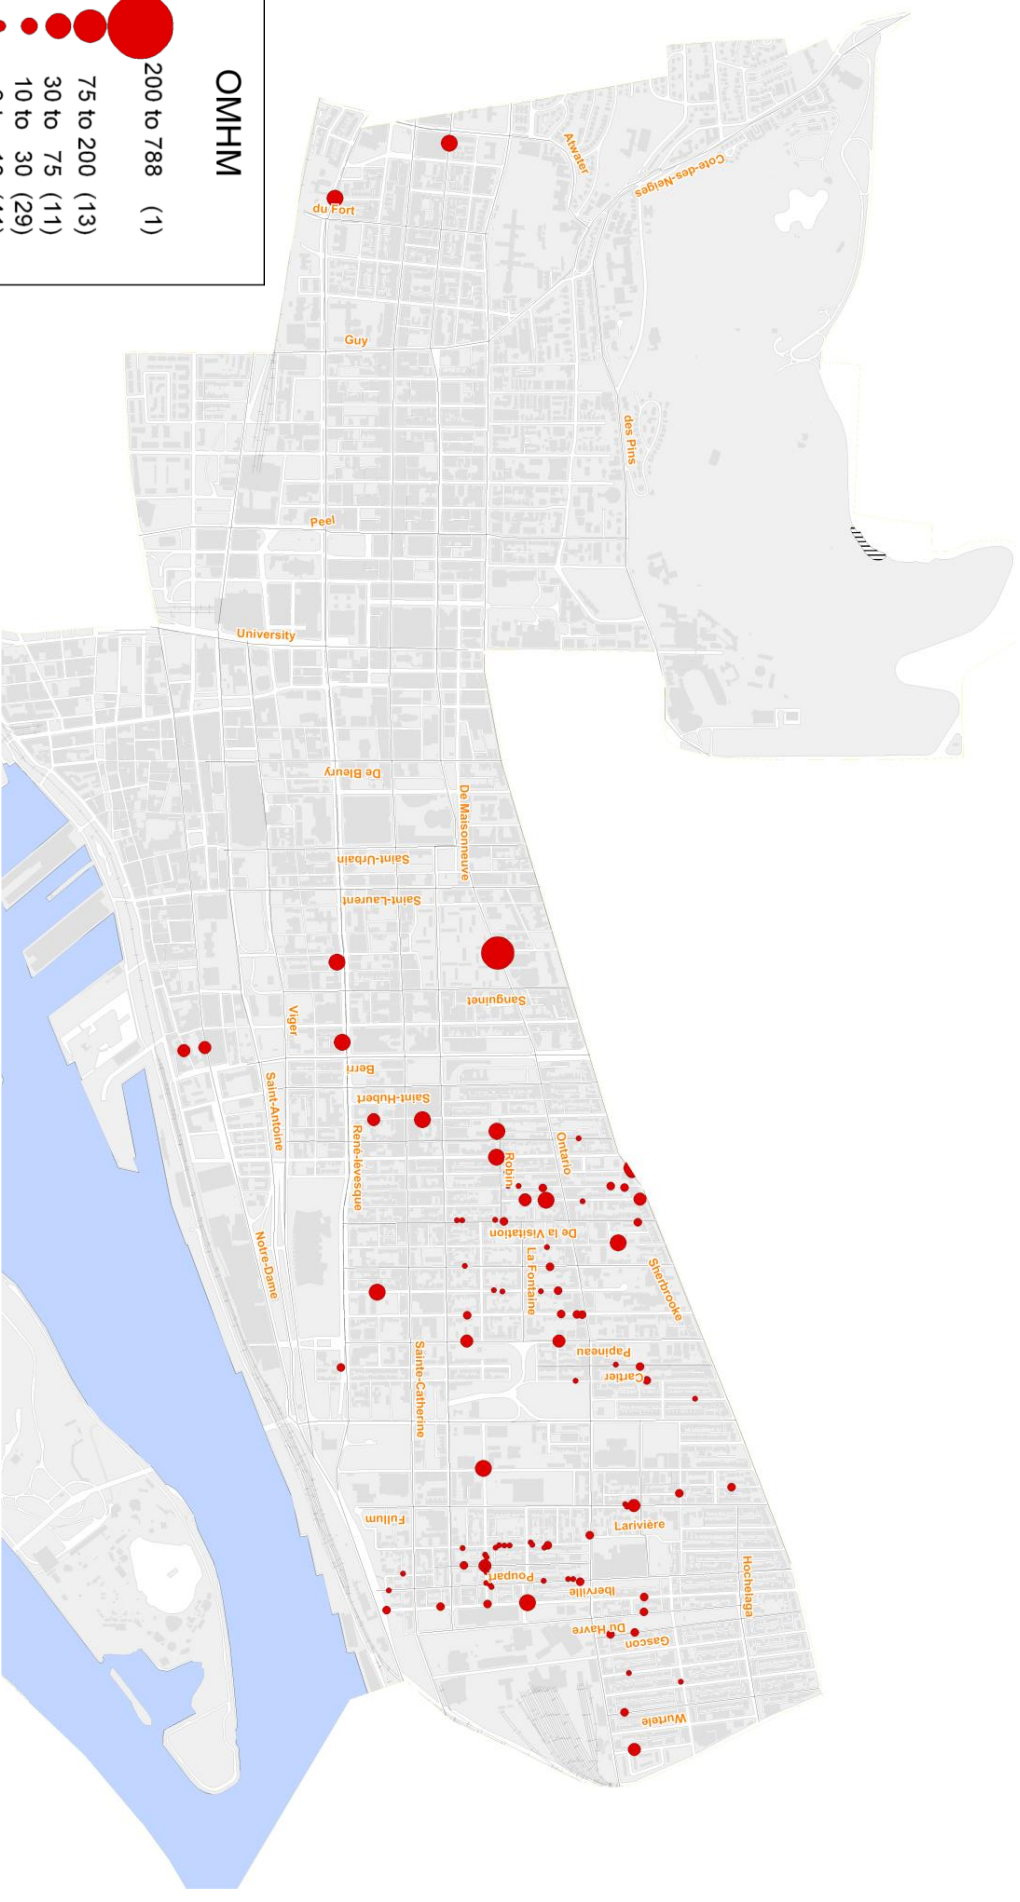 OMHM
200 to 788 (1)
75 to 200 (13)
30 to 75 (11)
10 to 30 (29)
Atwater
Cote-des-Neiges
du Fort
Guy
des Pins
Peel
University
De Bleury
De Maisonneuve
Saint-Urbain
Saint-Laurent
Sanguinet
Viger
Berri
Saint-Hubert
Saint-Antoine
René-lévesque
Robin
Ontario
De la Visitation
La Fontaine
Notre-Dame
Sherbrooke
Sainte-Catherine
Papineau
Cartier
Fullum
Larivière
Poupart
Iberville
Hochelaga
Du Havre
Gascon
Wurtele